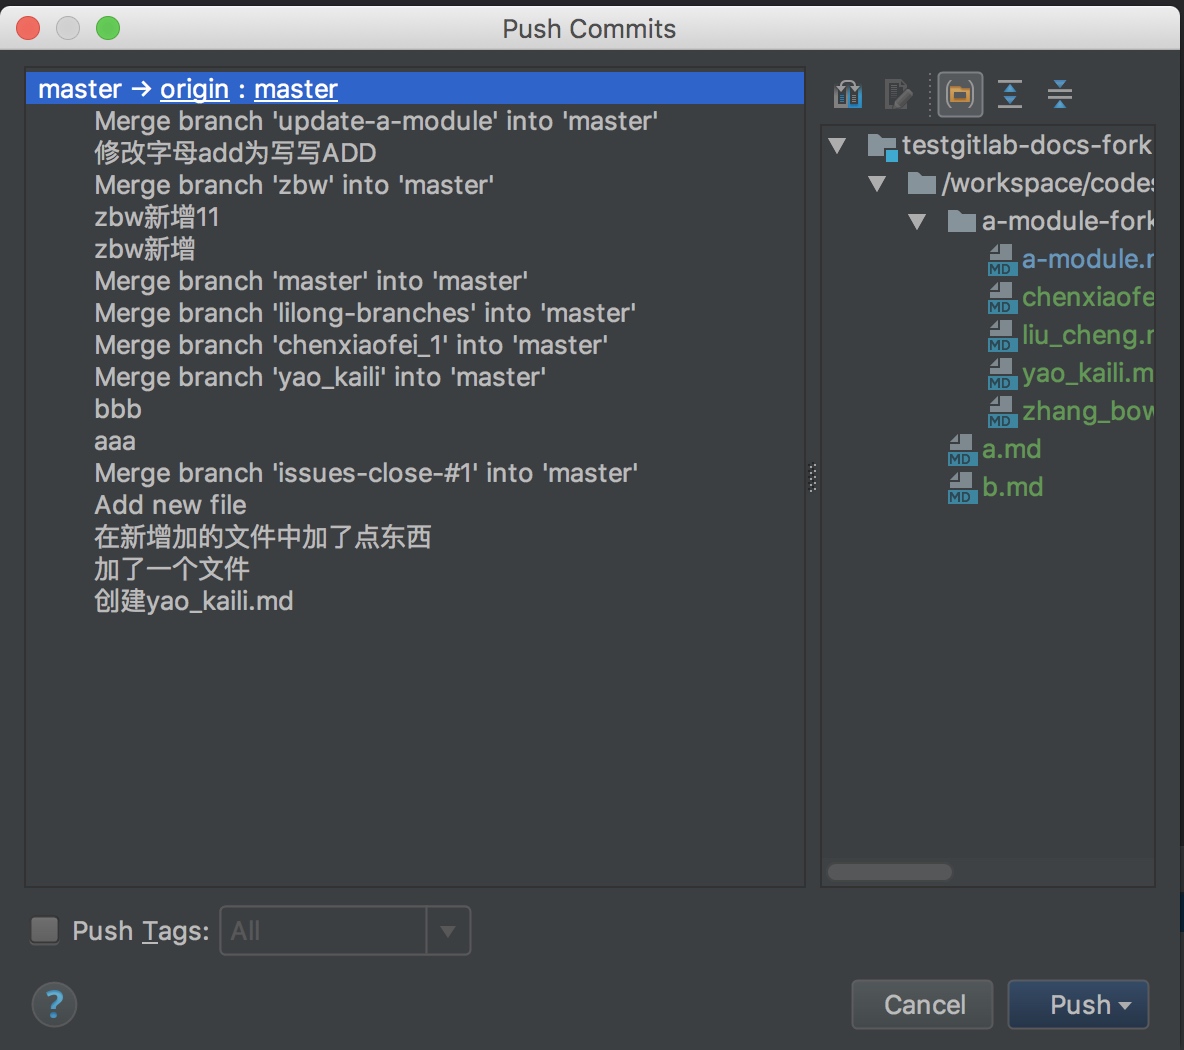 Push Commits
master → origin : master
Merge branch 'update-a-module' into 'master'
修改字母add为写写ADD
Merge branch 'zbw' into 'master'
zbw新增11
zbw新增
Merge branch 'master' into 'master'
Merge branch 'lilong-branches' into 'master'
Merge branch 'chenxiaofei_1' into 'master'
Merge branch 'yao_kaili' into 'master'
bbb
aaa
Merge branch 'issues-close-#1' into 'master'
Add new file
在新增加的文件中加了点东西
加了一个文件
创建yao_kaili.md
testgitlab-docs-fork
/workspace/codes
a-module-fork
MD a-module.r
MD chenxiaofe
MD liu_cheng.r
MD yao_kaili.m
MD zhang_bow
MD a.md
MD b.md
Push Tags: All
?
Cancel
Push